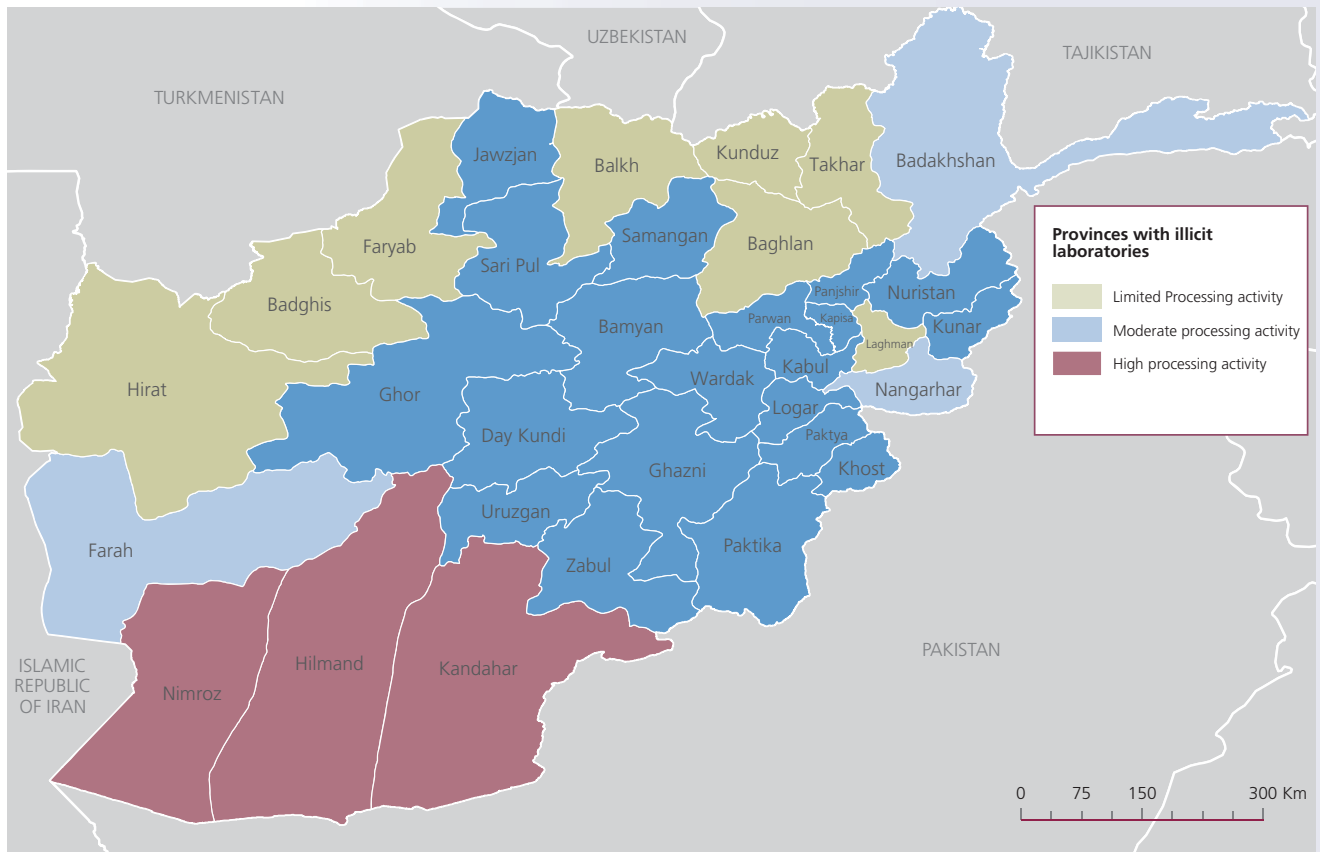 UZBEKISTAN
TAJIKISTAN
TURKMENISTAN
Jawzjan
Balkh
Kunduz
Takhar
Badakhshan
Faryab
Sari Pul
Samangan
Baghlan
Badghis
Panjshir
Nuristan
Bamyan
Parwan
Kapisa
Kunar
Laghman
Hirat
Ghor
Wardak
Kabul
Nangarhar
Logar
Day Kundi
Paktya
Ghazni
Khost
Uruzgan
Farah
Zabul
Paktika
Hilmand
Kandahar
Nimroz
ISLAMIC
REPUBLIC
OF IRAN
PAKISTAN
Provinces with illicit
laboratories
Limited Processing activity
Moderate processing activity
High processing activity
0 75 150 300 Km